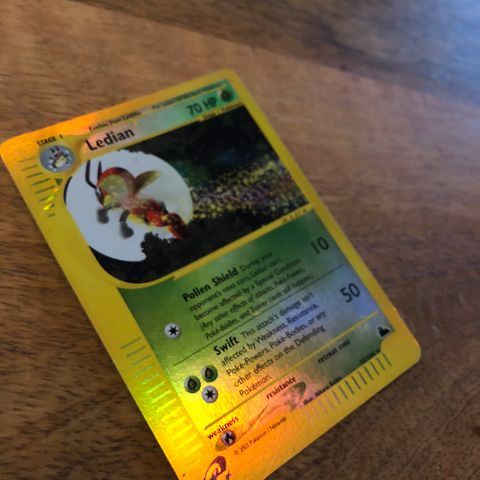 STAGE 1
Evolves from Ledyba
Ledian
70 HP
Pollen Shield During your
opponent's next turn, Ledian can't
become affected by a Special Condition.
(Any other effects of attacks, Poké-Powers,
Poké-Bodies, and Trainer cards still happen.)
10
Swift This attack's damage isn't
affected by Weakness, Resistance,
Poké-Powers, Poké-Bodies, or any
other effects on the Defending
Pokémon.
50
weakness
resistance
retreat cost
© 2003 Pokémon / Nintendo